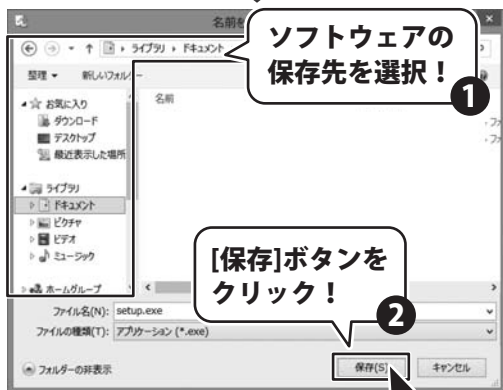 名前を
ソフトウェアの
保存先を選択！
1
ライブラリ ▸ ドキュメント
整理
新しいフォルダー
名前
お気に入り
ダウンロード
デスクトップ
最近表示した場所
ライブラリ
ドキュメント
ピクチャ
ビデオ
ミュージック
ホームグループ
[保存]ボタンを
クリック！
2
ファイル名(N): setup.exe
ファイルの種類(T): アプリケーション (*.exe)
フォルダーの非表示
保存(S)
キャンセル